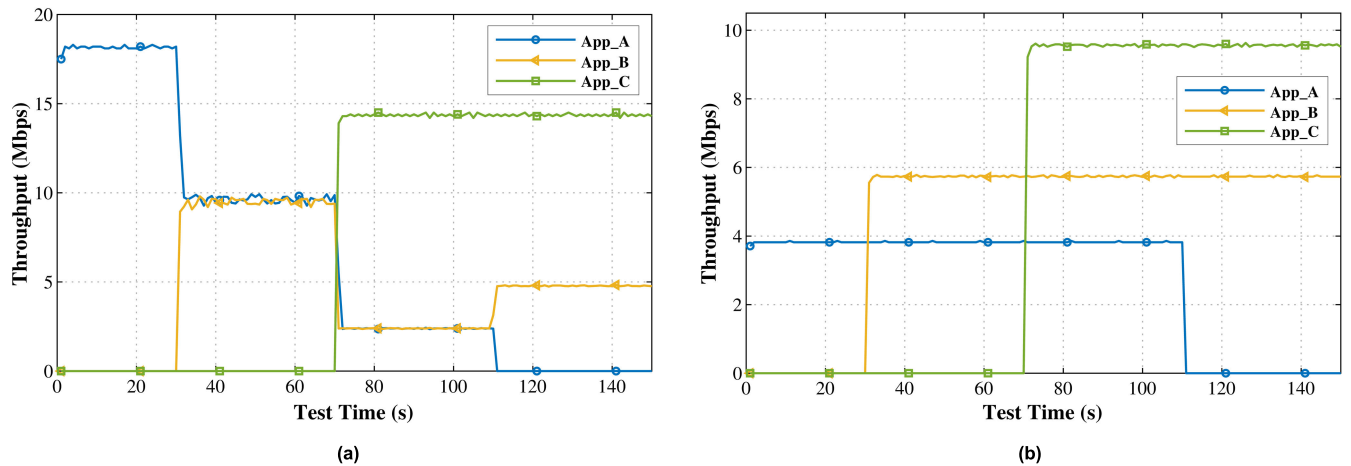 20
15
10
5
0
0 20 40 60 80 100 120 140
Throughput (Mbps)
Test Time (s)
App_A
App_B
App_C
(a)
10
8
6
4
2
0
0 20 40 60 80 100 120 140
Throughput (Mbps)
Test Time (s)
App_A
App_B
App_C
(b)